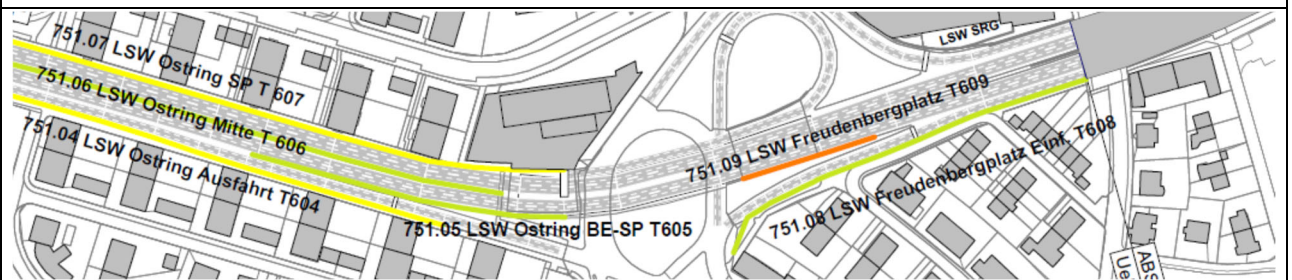 LSW SRG
751.07 LSW Ostring SP T 607
751.06 LSW Ostring Mitte T 606
751.09 LSW Freudenbergplatz T609
751.04 LSW Ostring Ausfahrt T604
751.08 LSW Freudenbergplatz Einf. T608
751.05 LSW Ostring BE-SP T605
ABS
Ue